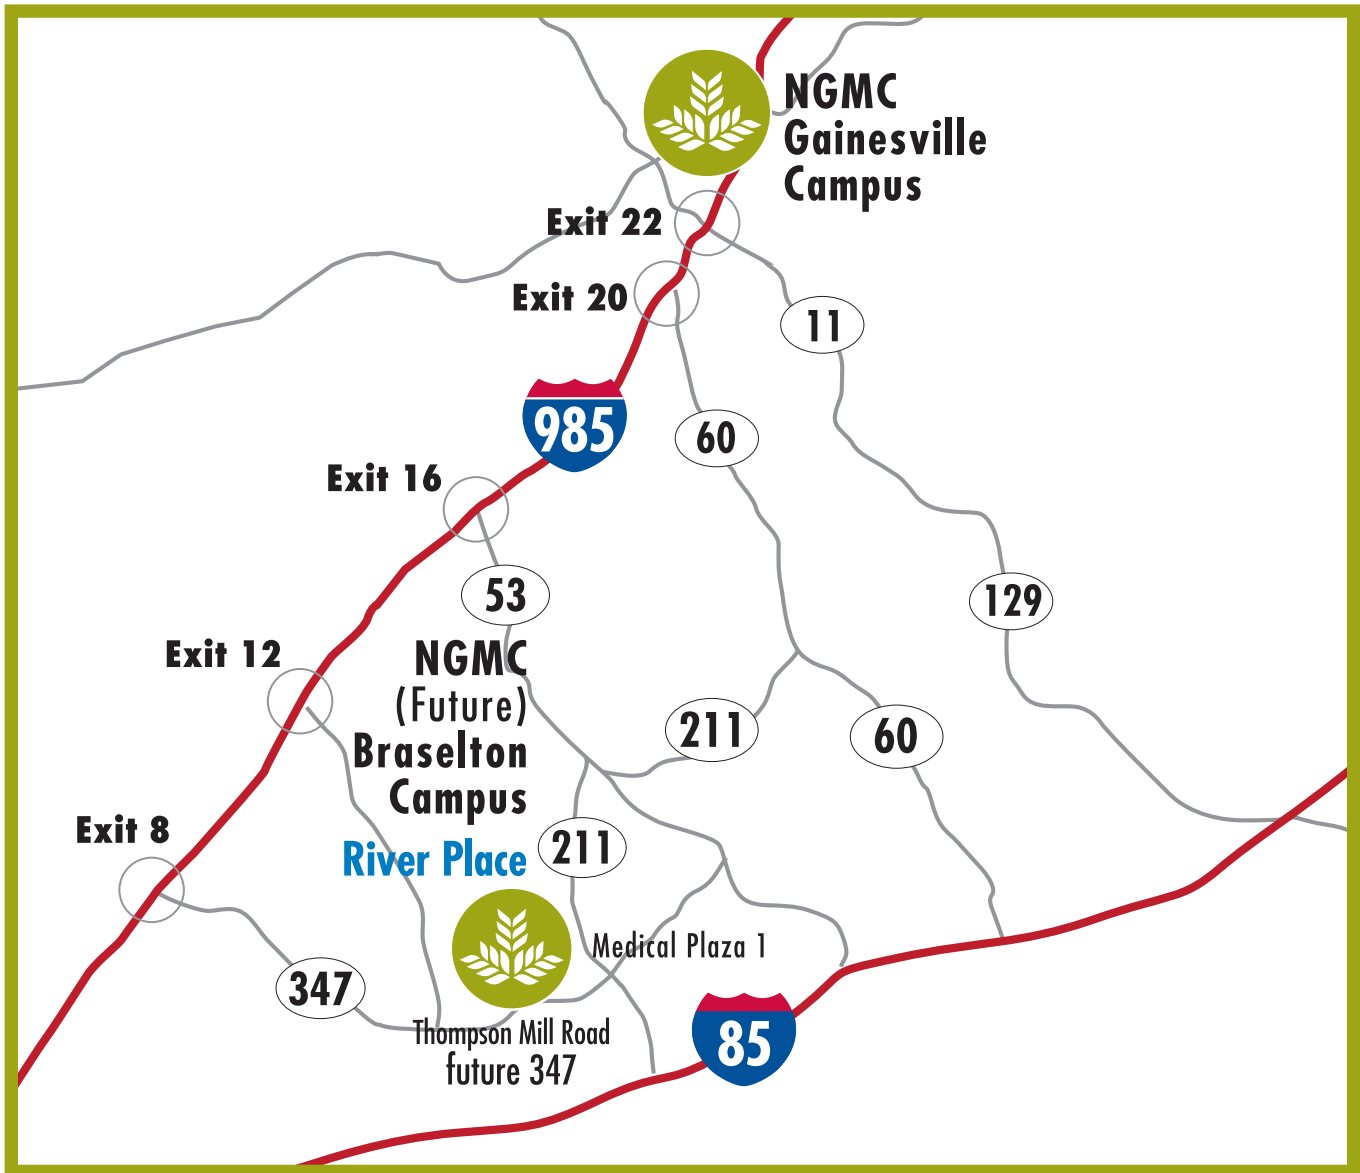 NGMC
Gainesville
Campus
Exit 22
Exit 20
11
985
60
Exit 16
53
129
NGMC
(Future)
Braselton
Campus
Exit 12
211
60
Exit 8
211
River Place
Medical Plaza 1
347
Thompson Mill Road
future 347
85